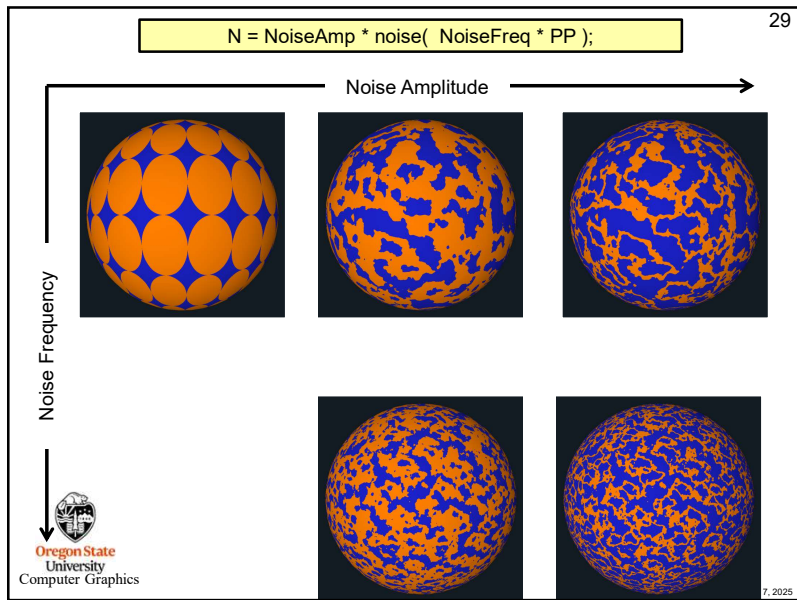 29
N = NoiseAmp * noise( NoiseFreq * PP );
Noise Amplitude
Noise Frequency
Oregon State
University
Computer Graphics
7, 2025